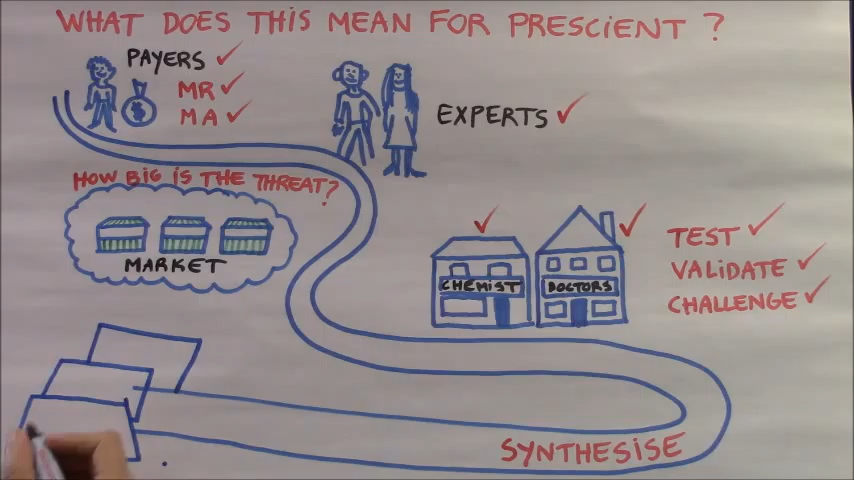 WHAT DOES THIS MEAN FOR PRESCIENT ?
PAYERS ✓
MR ✓
MA ✓
$
EXPERTS ✓
HOW BIG IS THE THREAT?
MARKET
CHEMIST
DOCTORS
TEST ✓
VALIDATE ✓
CHALLENGE ✓
SYNTHESISE